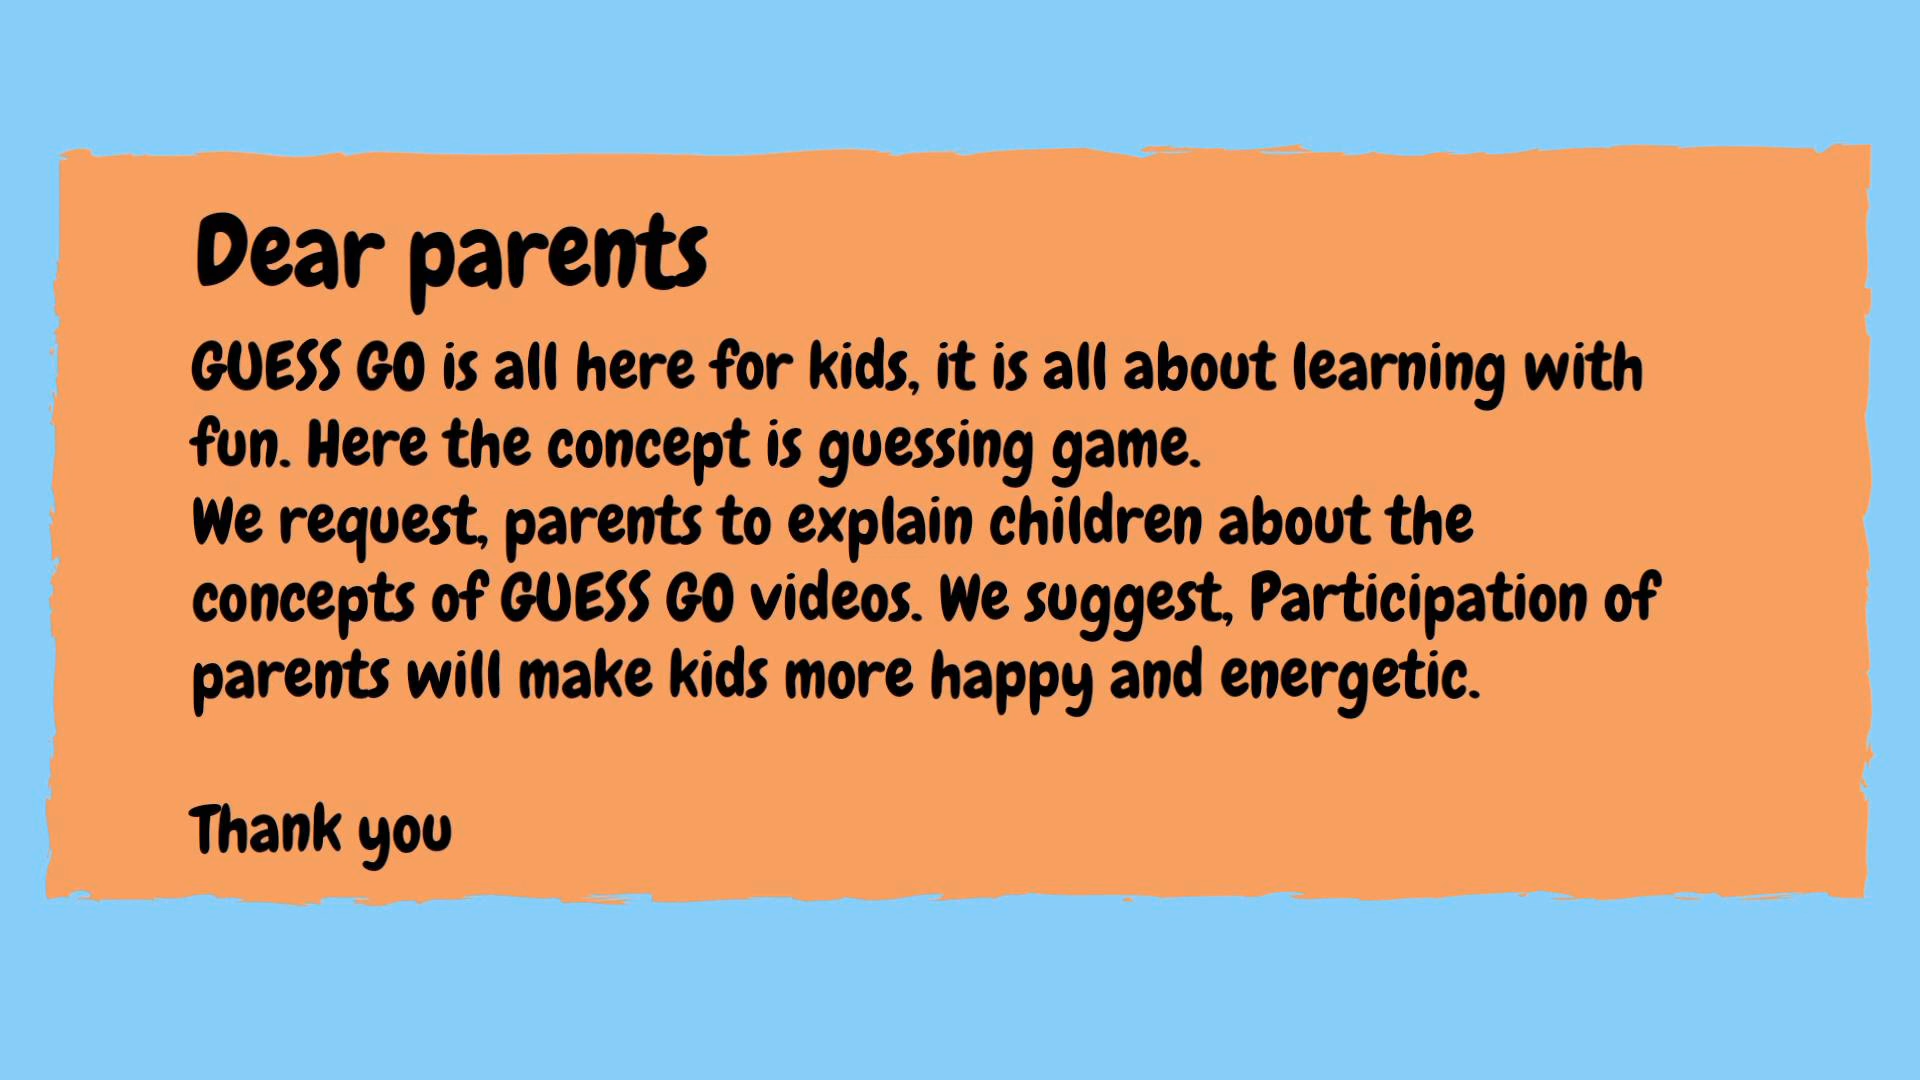 Dear parents
GUESS GO is all here for kids, it is all about learning with
fun. Here the concept is guessing game.
We request, parents to explain children about the
concepts of GUESS GO videos. We suggest, Participation of
parents will make kids more happy and energetic.
Thank you